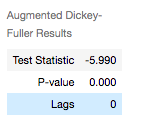 Augmented Dickey-
Fuller Results
Test Statistic -5.990
P-value 0.000
Lags 0